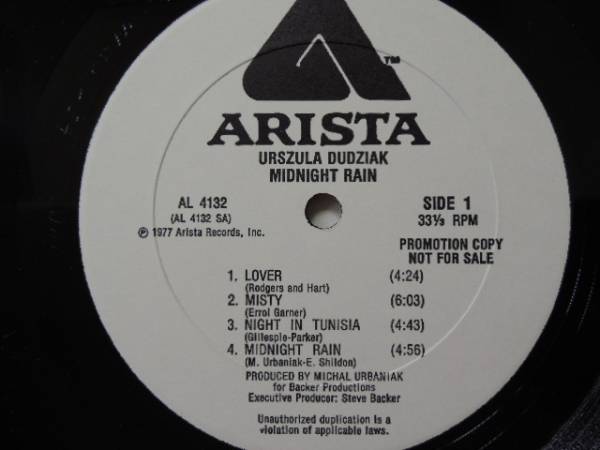 TM
ARISTA
URSZULA DUDZIAK
MIDNIGHT RAIN
AL 4132
(AL 4132 SA)
℗ 1977 Arista Records, Inc.
SIDE 1
33⅓ RPM
PROMOTION COPY
NOT FOR SALE
1. LOVER (4:24)
(Rodgers and Hart)
2. MISTY (6:03)
(Errol Garner)
3. NIGHT IN TUNISIA (4:43)
(Gillespie-Parker)
4. MIDNIGHT RAIN (4:56)
(M. Urbaniak-E. Shildon)
PRODUCED BY MICHAL URBANIAK
for Backer Productions
Executive Producer: Steve Backer
Unauthorized duplication is a
violation of applicable laws.